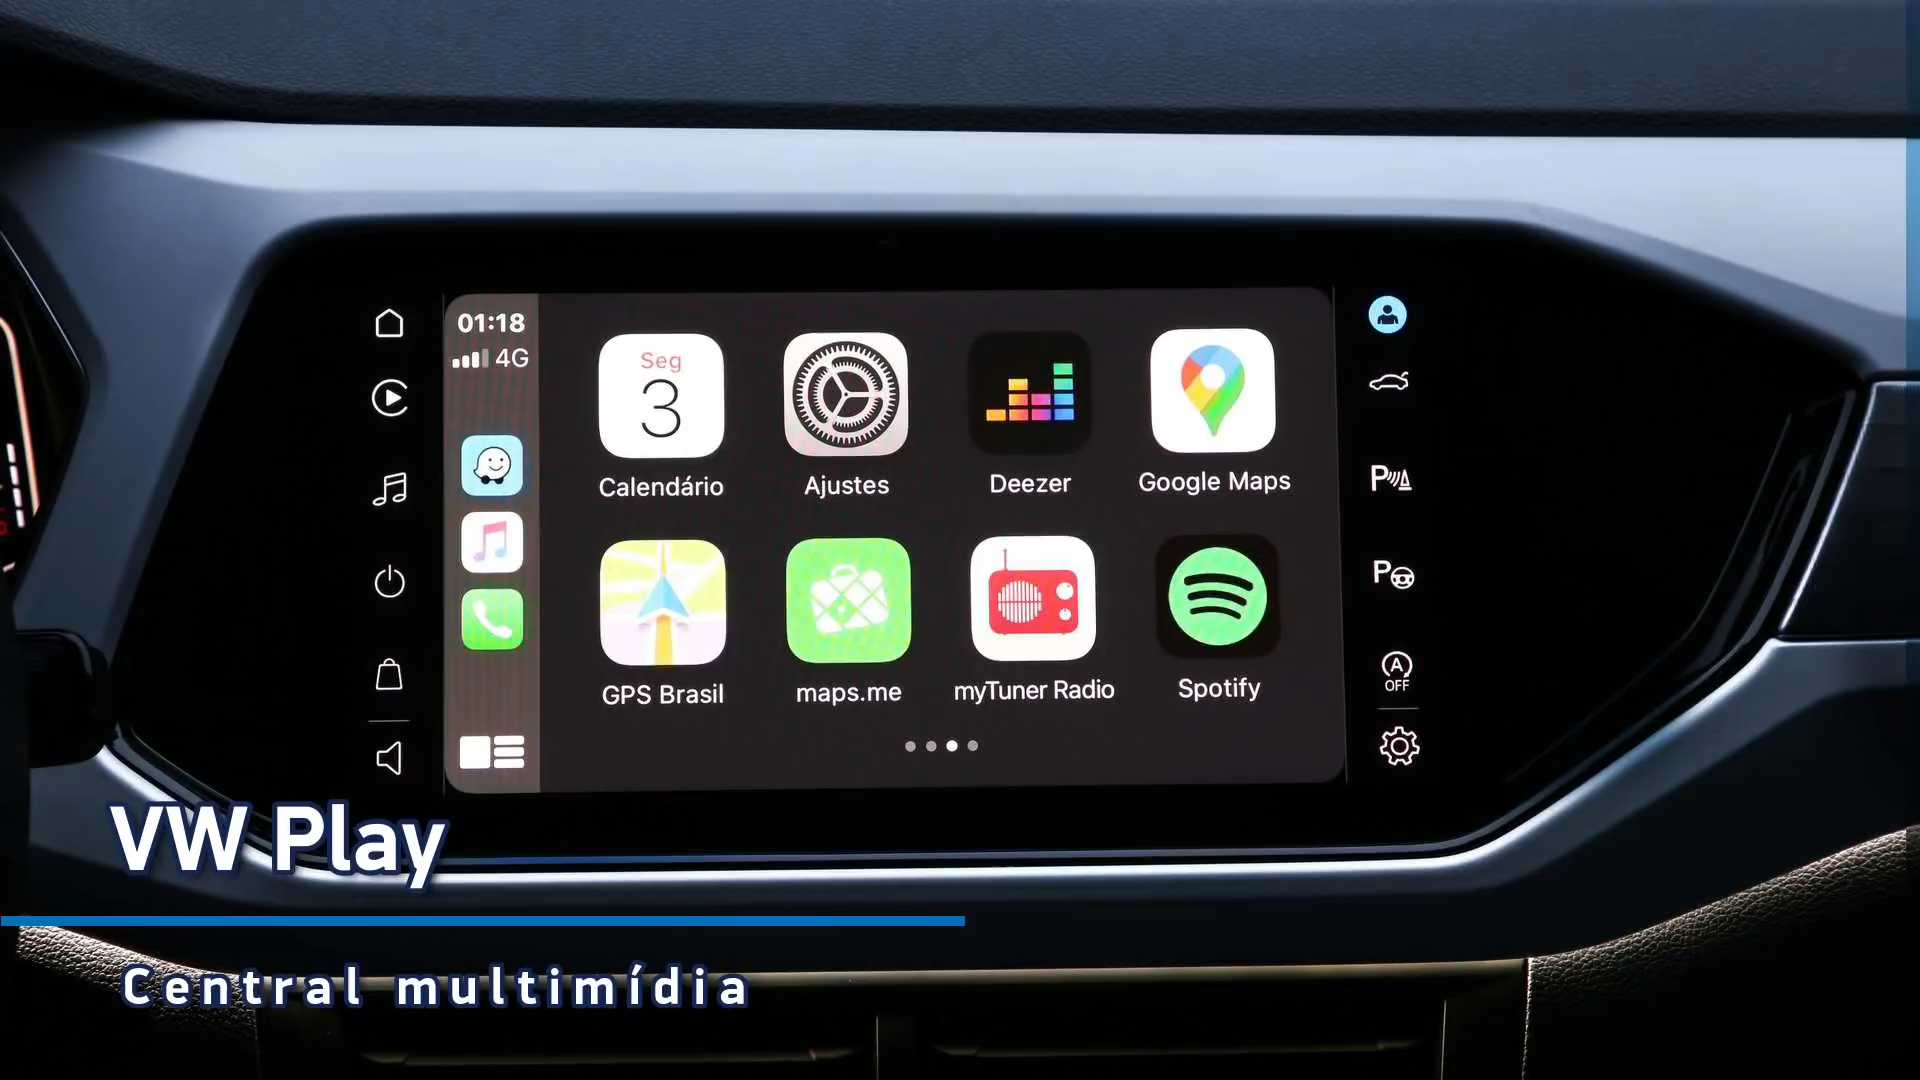 01:18
4G
Seg
3
Calendário
Ajustes
Deezer
Google Maps
GPS Brasil
maps.me
myTuner Radio
Spotify
P
P
A
OFF
VW Play
Central multimídia